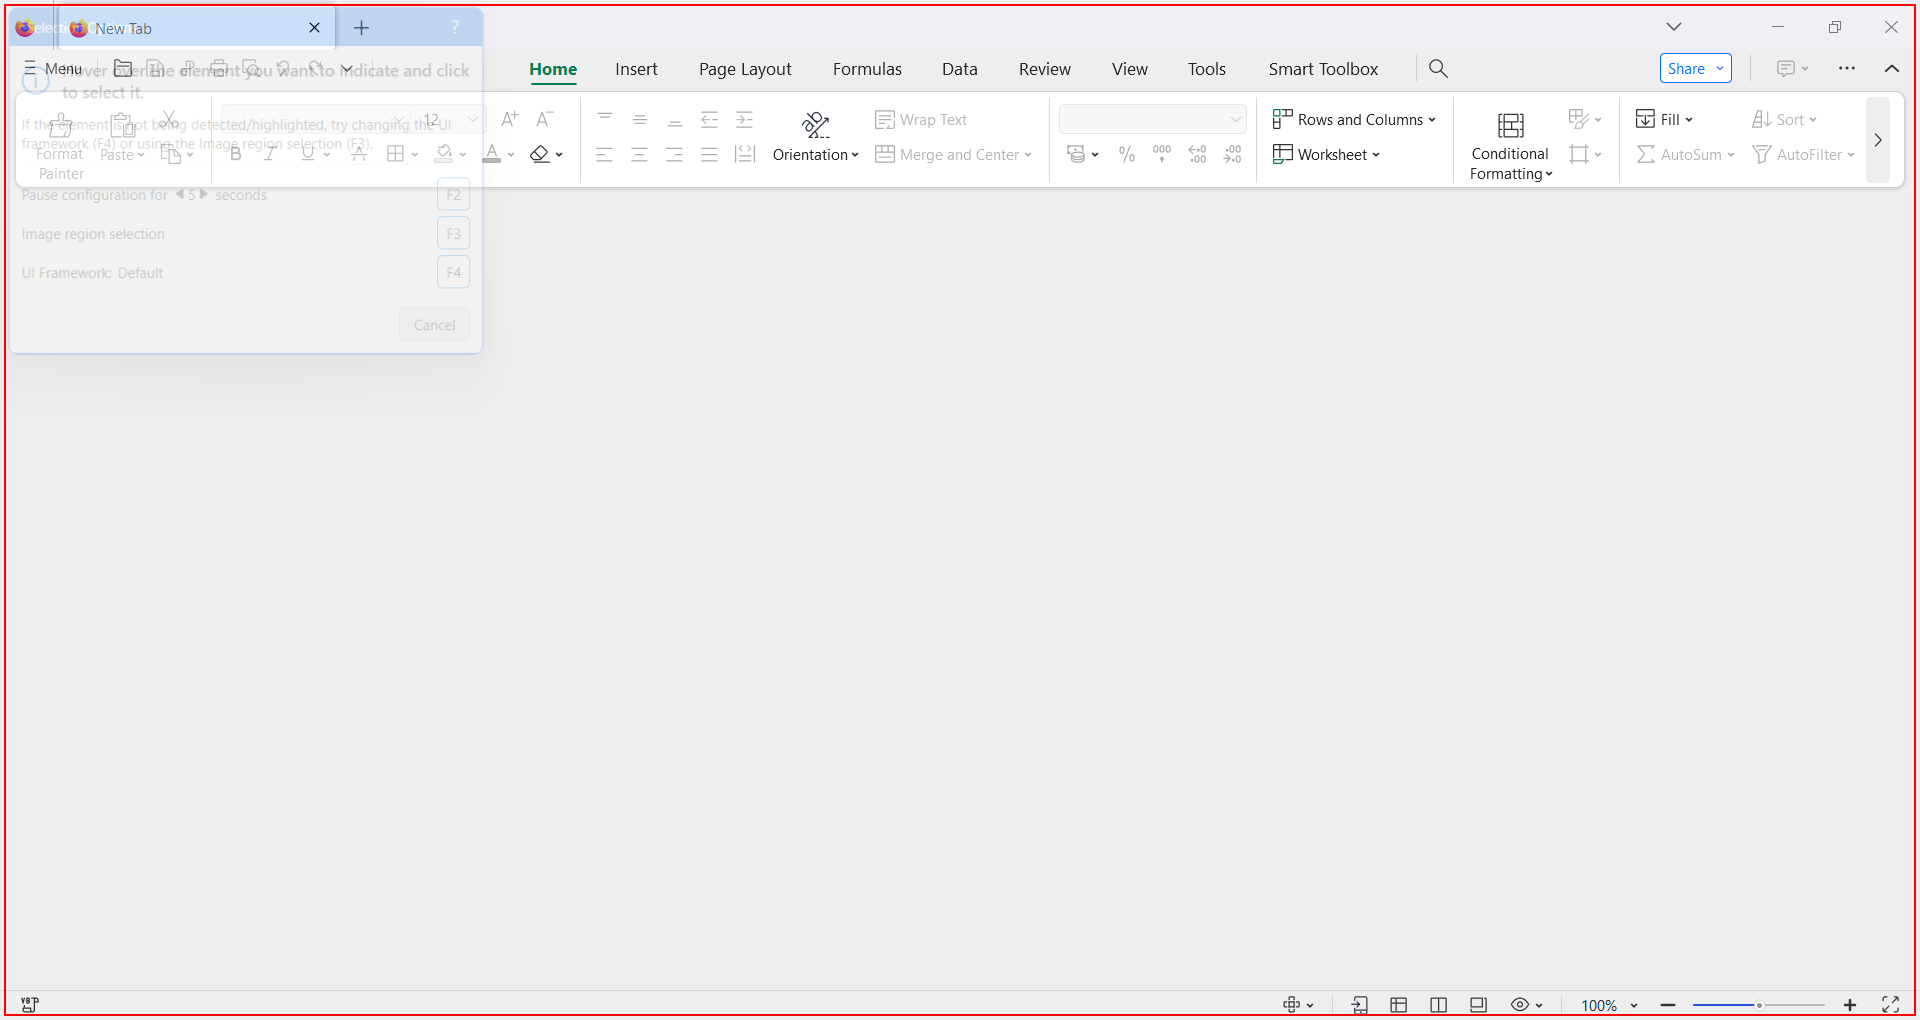 Selection
New Tab
?
Menu
Home
Insert
Page Layout
Formulas
Data
Review
View
Tools
Smart Toolbox
Share
Hover over the element you want to indicate and click
to select it.
If the element is not being detected/highlighted, try changing the UI
framework (F4) or using the Image region selection (F3).
12
Format
Painter
Paste
Orientation
Wrap Text
Merge and Center
Rows and Columns
Worksheet
Conditional
Formatting
Fill
Sort
AutoSum
AutoFilter
Pause configuration for 5 seconds
F2
Image region selection
F3
UI Framework: Default
F4
Cancel
100%